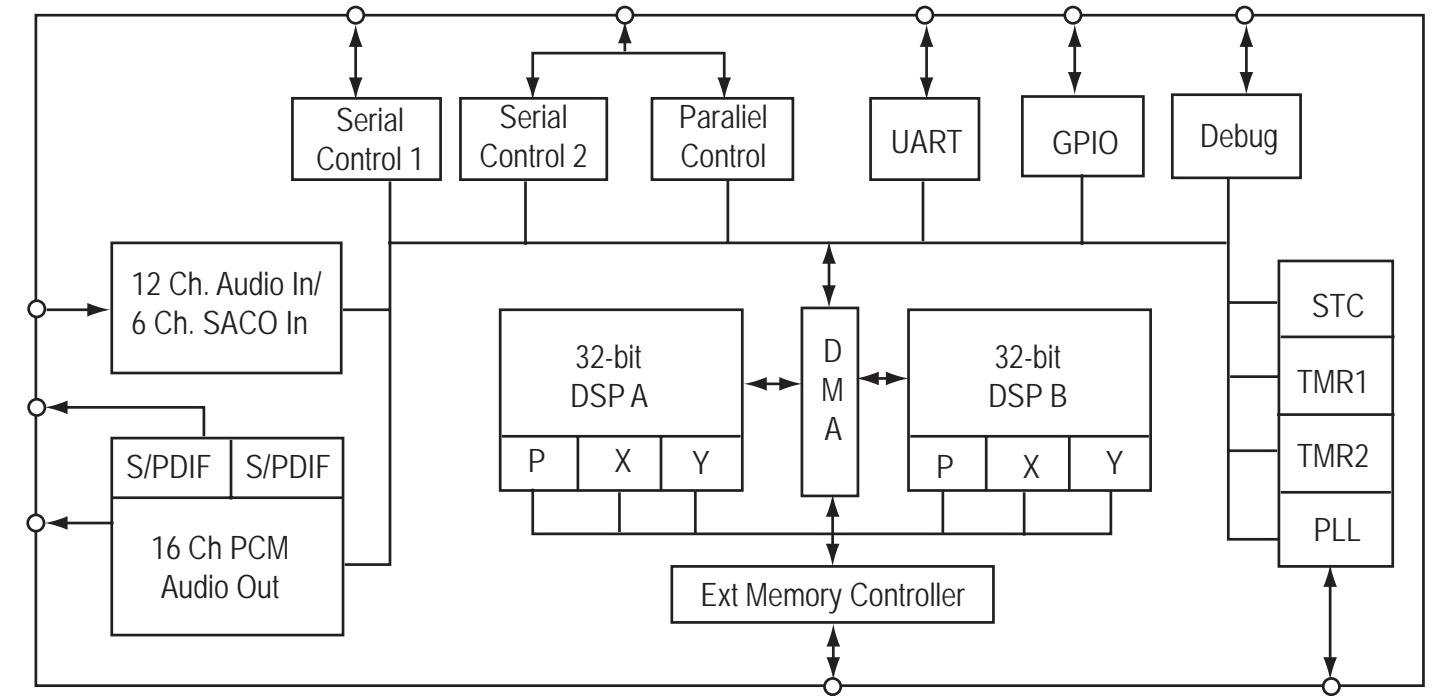 Serial
Control 1
Serial
Control 2
Paraliel
Control
UART
GPIO
Debug
12 Ch. Audio In/
6 Ch. SACO In
S/PDIF
S/PDIF
16 Ch PCM
Audio Out
32-bit
DSP A
P
X
Y
D
M
A
32-bit
DSP B
P
X
Y
Ext Memory Controller
STC
TMR1
TMR2
PLL